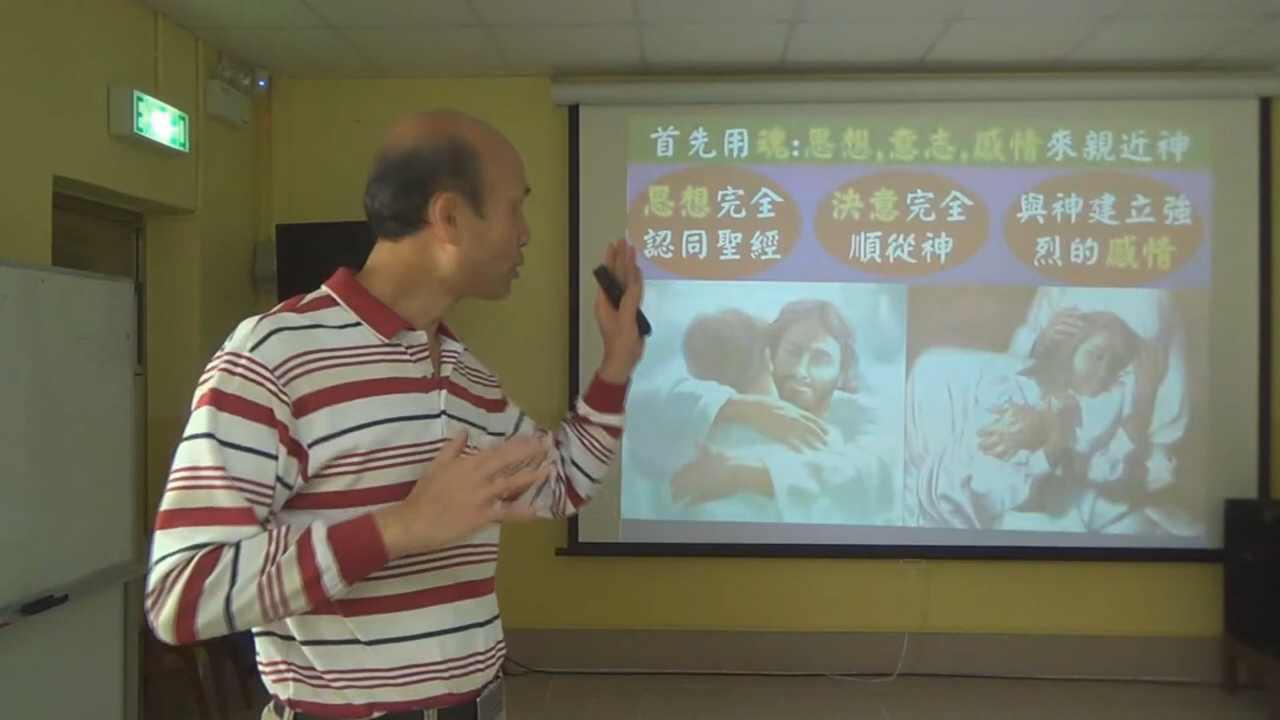 首先用魂:思想,意志,感情來親近神
思想完全
認同聖經
決意完全
順從神
與神建立強
烈的感情